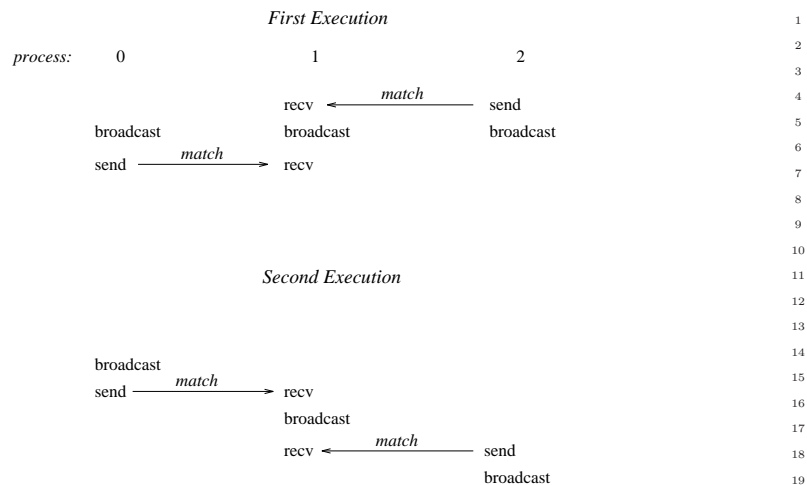 First Execution
process: 0 1 2
match
recv send
broadcast broadcast broadcast
match
send recv
Second Execution
broadcast
match
send recv
broadcast
match
recv send
broadcast
1
2
3
4
5
6
7
8
9
10
11
12
13
14
15
16
17
18
19